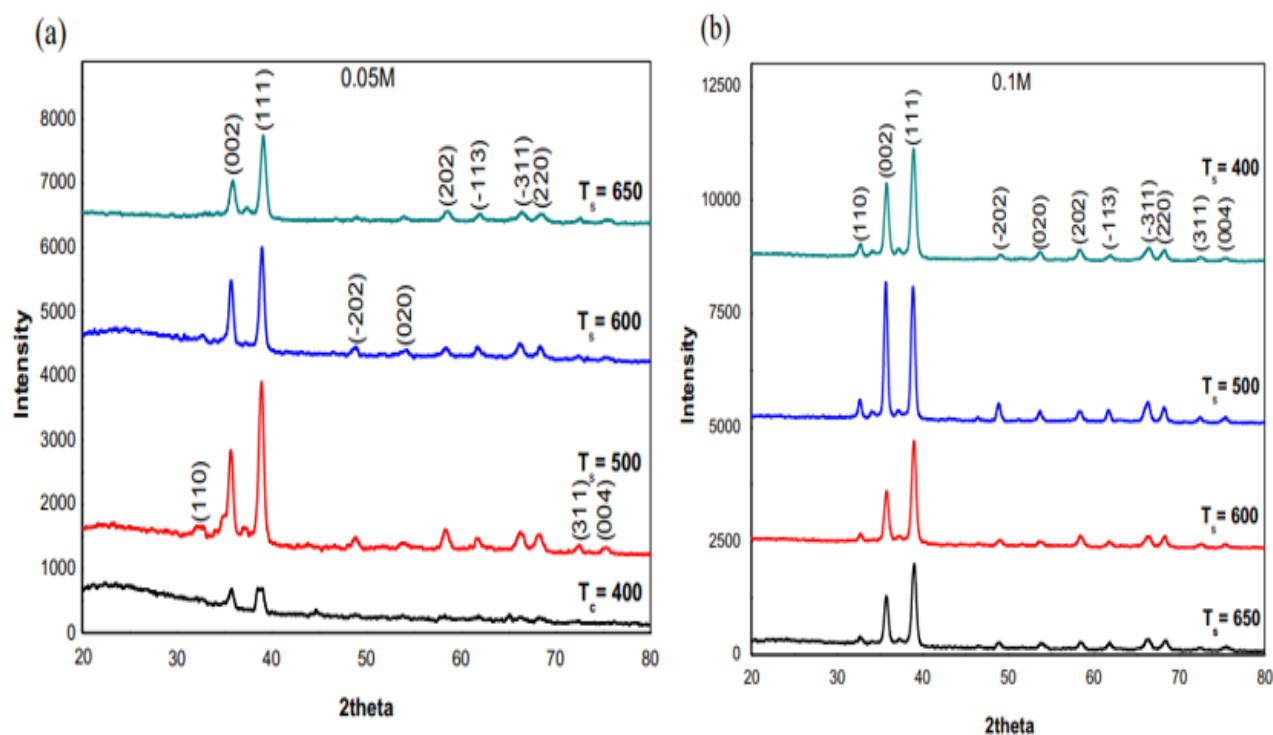 (a)
0.05M
8000
7000
6000
5000
4000
3000
2000
1000
0
Intensity
(002)
(111)
(202)
(-113)
(-311)
(220)
Ts = 650
(-202)
(020)
Ts = 600
(110)
Ts = 500
(311)
(004)
Tc = 400
20 30 40 50 60 70 80
2theta
(b)
0.1M
12500
10000
7500
5000
2500
0
Intensity
(110)
(002)
(111)
(-202)
(020)
(202)
(-113)
(-311)
(220)
(311)
(004)
Ts = 400
Ts = 500
Ts = 600
Ts = 650
20 30 40 50 60 70 80
2theta